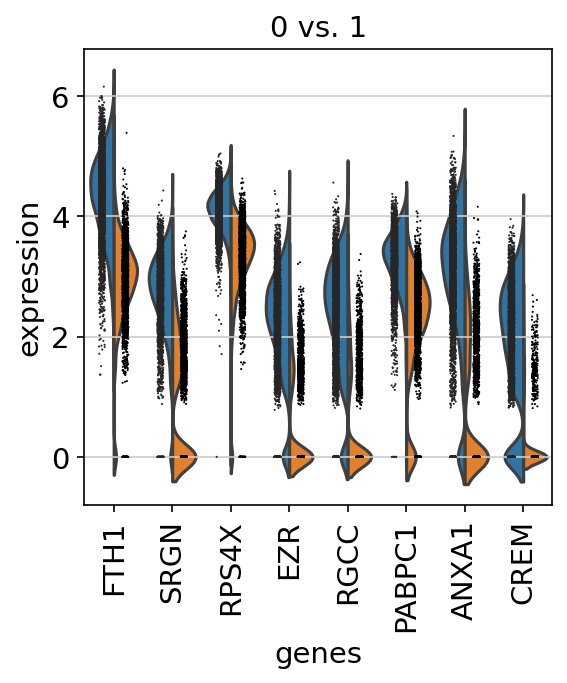 0 vs. 1
expression
6
4
2
0
FTH1
SRGN
RPS4X
EZR
RGCC
PABPC1
ANXA1
CREM
genes